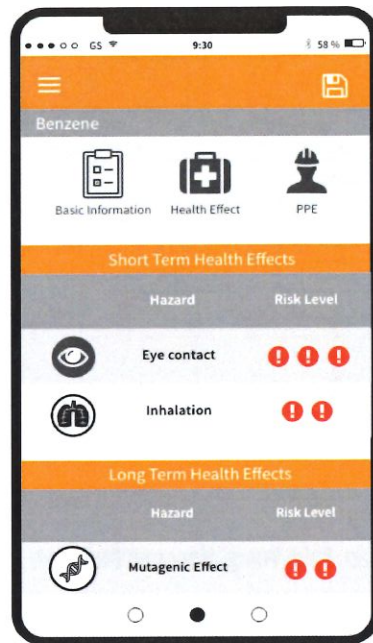 GS 9:30 58 %
Benzene
Basic Information Health Effect PPE
Short Term Health Effects
Hazard Risk Level
Eye contact ! ! !
Inhalation ! !
Long Term Health Effects
Hazard Risk Level
Mutagenic Effect ! !